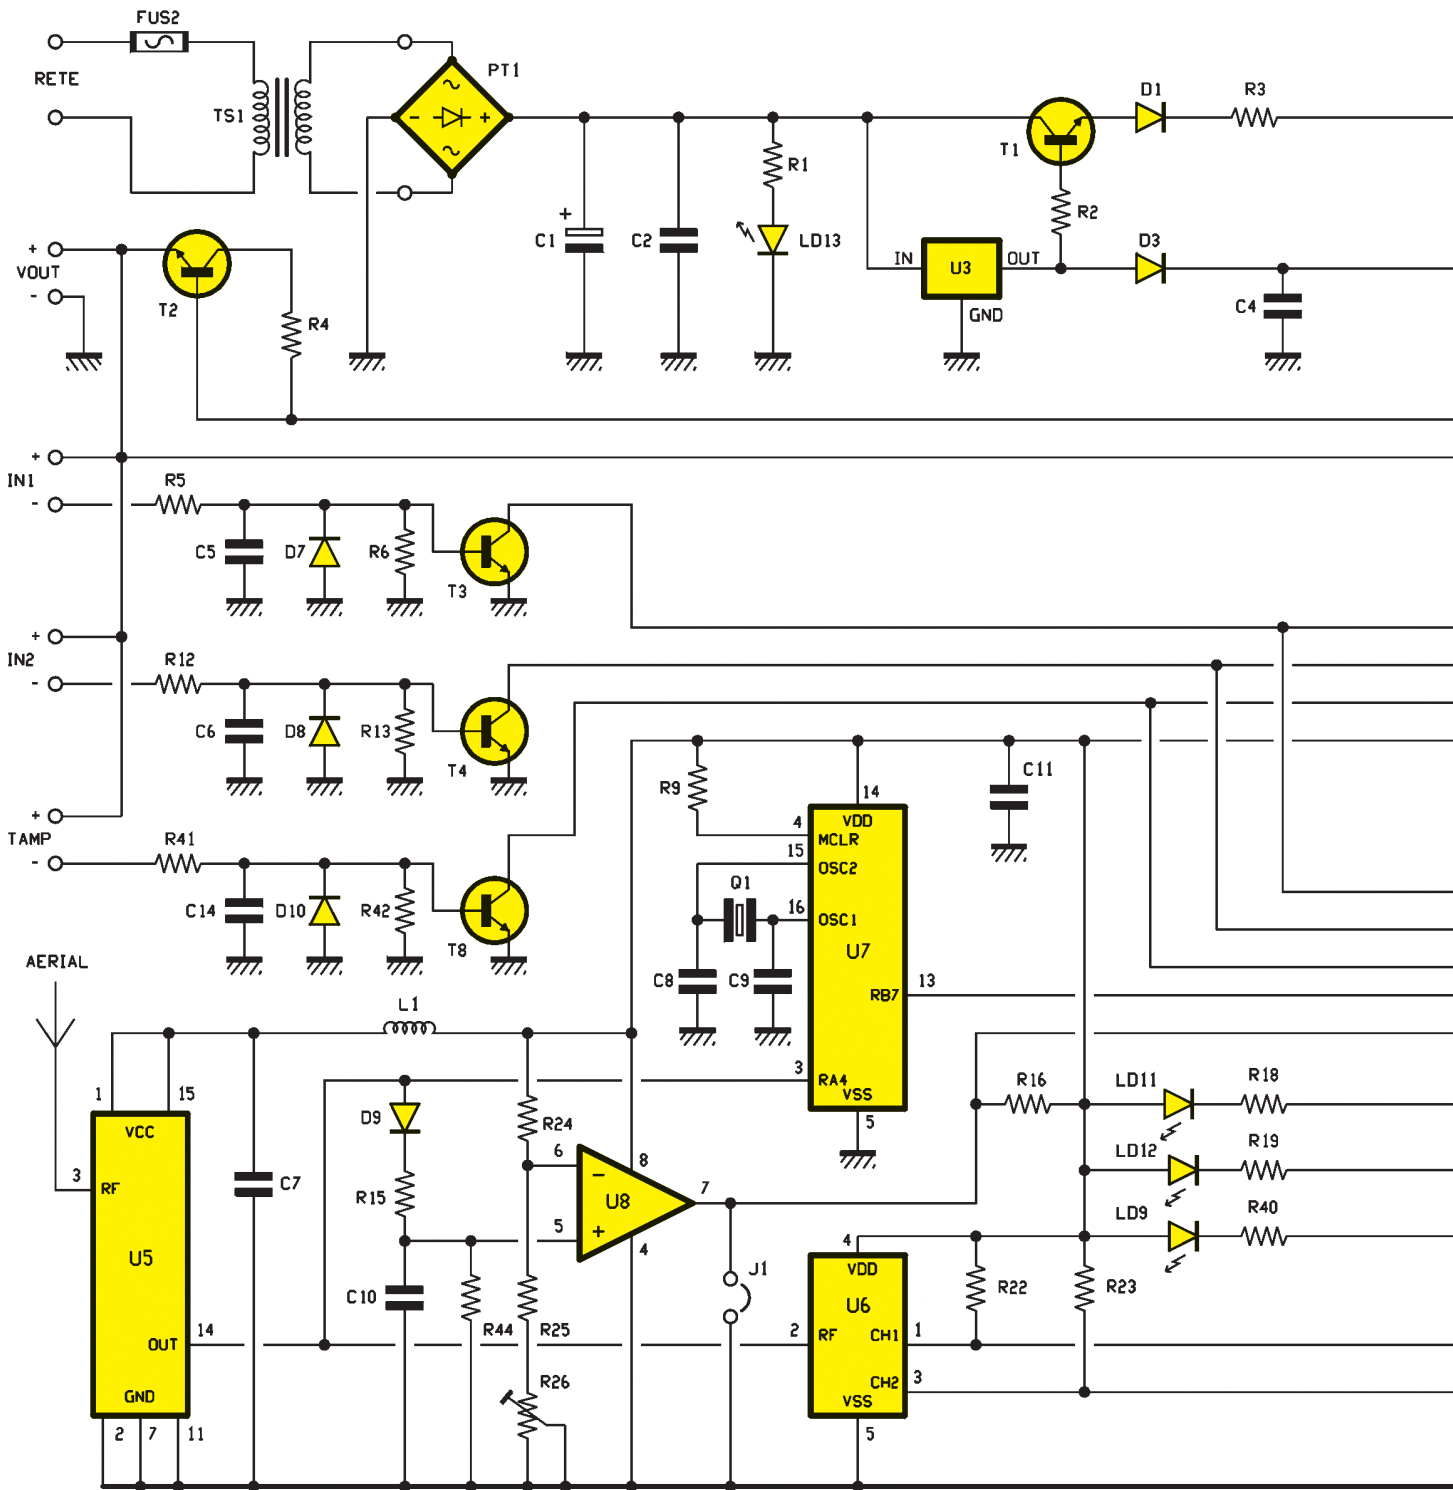 FUS2
RETE
TS1
PT1
- +
D1
R3
T1
R1
R2
+
VOUT
-
T2
R4
+
C1
C2
LD13
IN
U3
OUT
GND
D3
C4
+
IN1
-
R5
C5
D7
R6
T3
+
IN2
-
R12
C6
D8
R13
T4
+
TAMP
-
R41
C14
D10
R42
T8
R9
14
C11
VDD
4
MCLR
15
OSC2
Q1
16
OSC1
U7
C8
C9
RB7
13
3
RA4
VSS
5
AERIAL
L1
1
15
VCC
3
RF
U5
OUT
14
GND
2
7
11
C7
D9
R15
C10
R24
6
-
8
U8
7
5
+
4
R44
R25
R26
J1
R16
LD11
R18
LD12
R19
LD9
R40
4
VDD
U6
2
RF
CH1
1
CH2
3
VSS
5
R22
R23